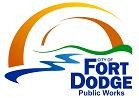 CITY OF
FORT
DODGE
Public Works